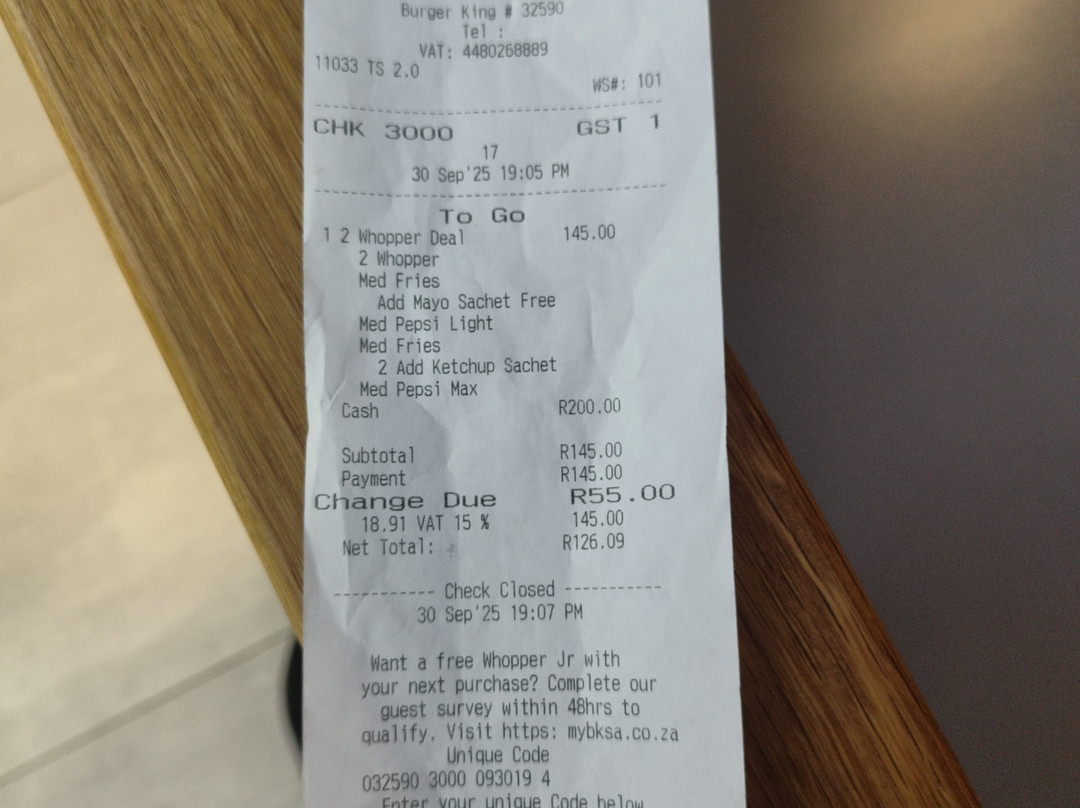 Burger King # 32590
Tel :
VAT: 4480268889
11033 TS 2.0
WS#: 101
--------------------------------
CHK 3000 GST 1
17
30 Sep'25 19:05 PM
--------------------------------
To Go
1 2 Whopper Deal 145.00
2 Whopper
Med Fries
Add Mayo Sachet Free
Med Pepsi Light
Med Fries
2 Add Ketchup Sachet
Med Pepsi Max
Cash R200.00
Subtotal R145.00
Payment R145.00
Change Due R55.00
18.91 VAT 15 % 145.00
Net Total: R126.09
---------- Check Closed ----------
30 Sep'25 19:07 PM
Want a free Whopper Jr with
your next purchase? Complete our
guest survey within 48hrs to
qualify. Visit https: mybksa.co.za
Unique Code
032590 3000 093019 4
Enter your unique Code below